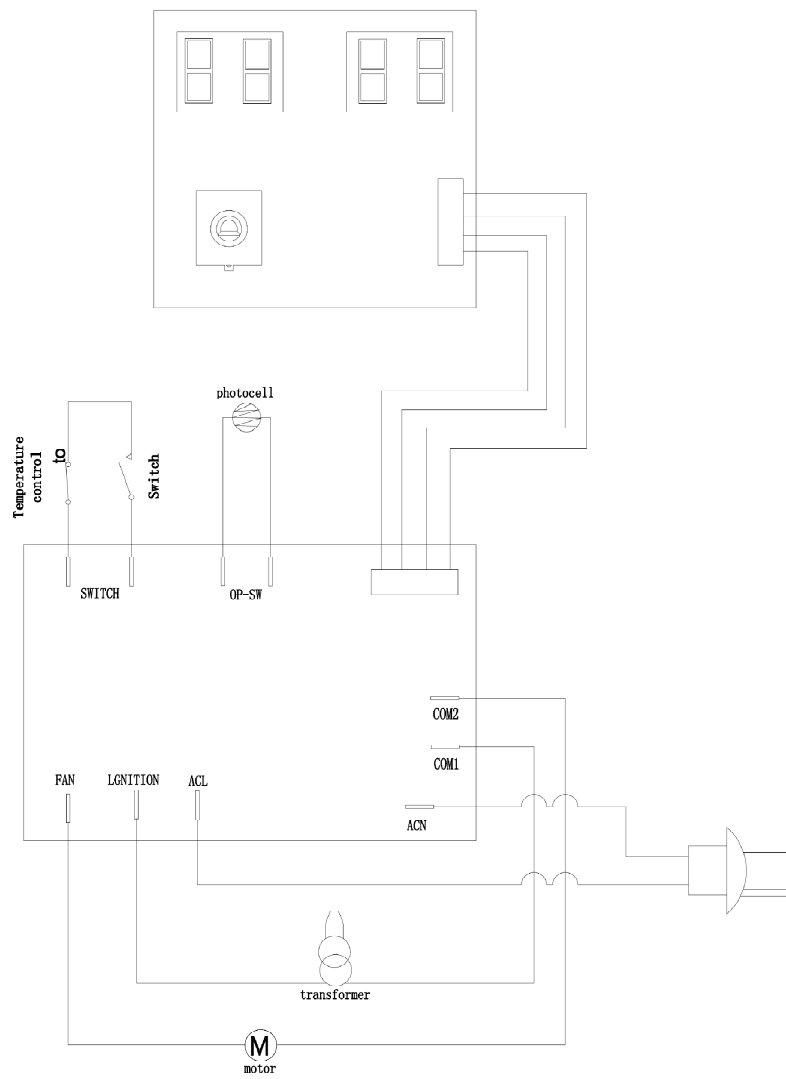 photocell
to
Temperature
control
Switch
SWITCH
OP-SW
COM2
COM1
FAN
LGNITION
ACL
ACN
transformer
M
motor